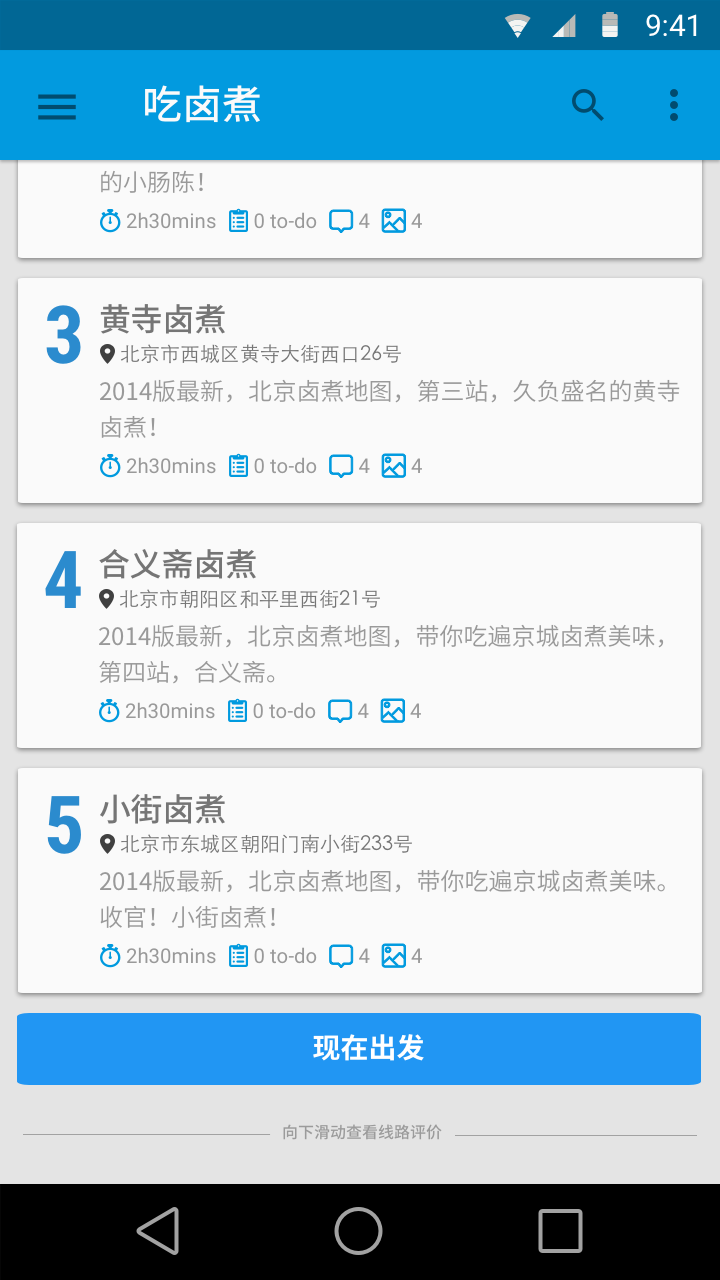 9:41
吃卤煮
的小肠陈！
2h30mins 0 to-do 4 4
3 黄寺卤煮
北京市西城区黄寺大街西口26号
2014版最新，北京卤煮地图，第三站，久负盛名的黄寺
卤煮！
2h30mins 0 to-do 4 4
4 合义斋卤煮
北京市朝阳区和平里西街21号
2014版最新，北京卤煮地图，带你吃遍京城卤煮美味，
第四站，合义斋。
2h30mins 0 to-do 4 4
5 小街卤煮
北京市东城区朝阳门南小街233号
2014版最新，北京卤煮地图，带你吃遍京城卤煮美味。
收官！小街卤煮！
2h30mins 0 to-do 4 4
现在出发
向下滑动查看线路评价